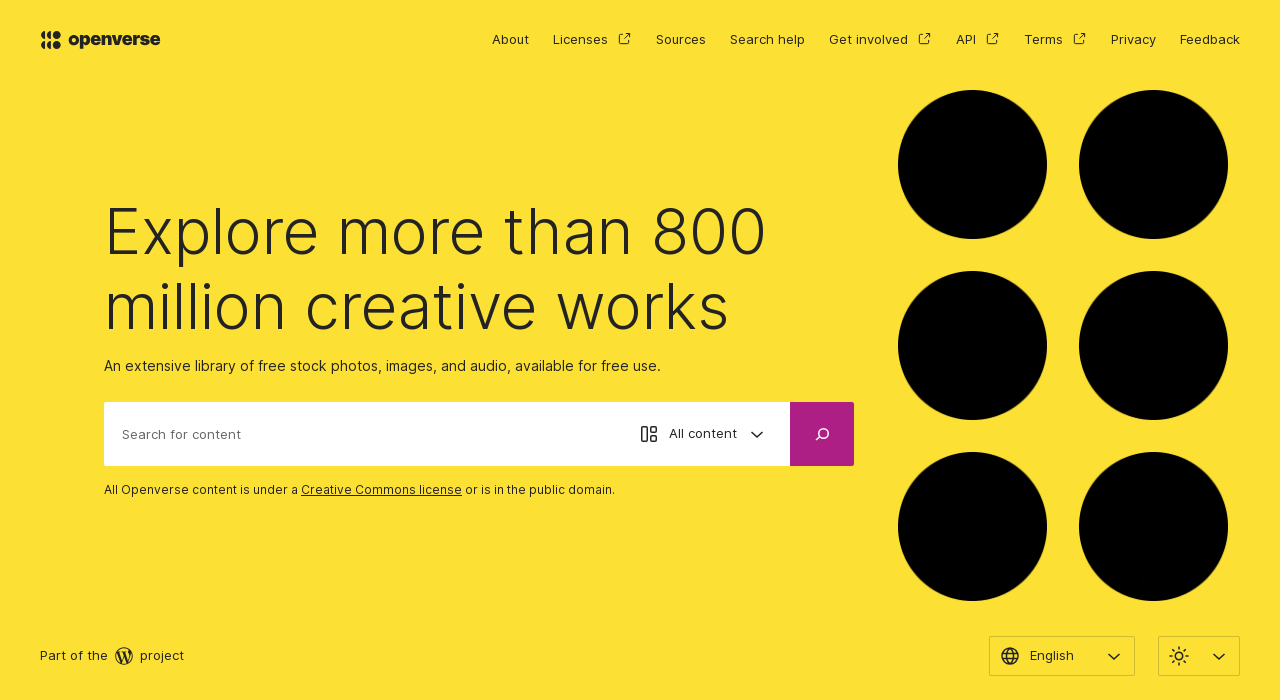 openverse
About Licenses Sources Search help Get involved API Terms Privacy Feedback
Explore more than 800
million creative works
An extensive library of free stock photos, images, and audio, available for free use.
Search for content All content
All Openverse content is under a Creative Commons license or is in the public domain.
Part of the project
English